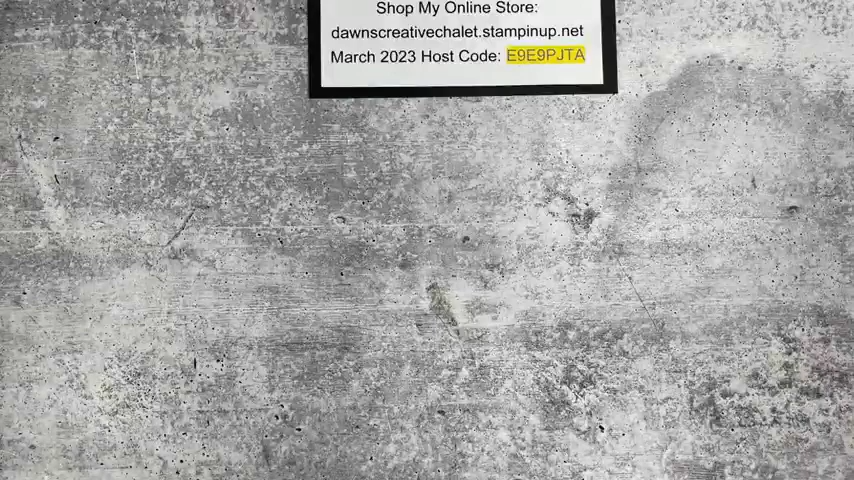 Shop My Online Store:
dawnscreativechalet.stampinup.net
March 2023 Host Code: E9E9PJTA